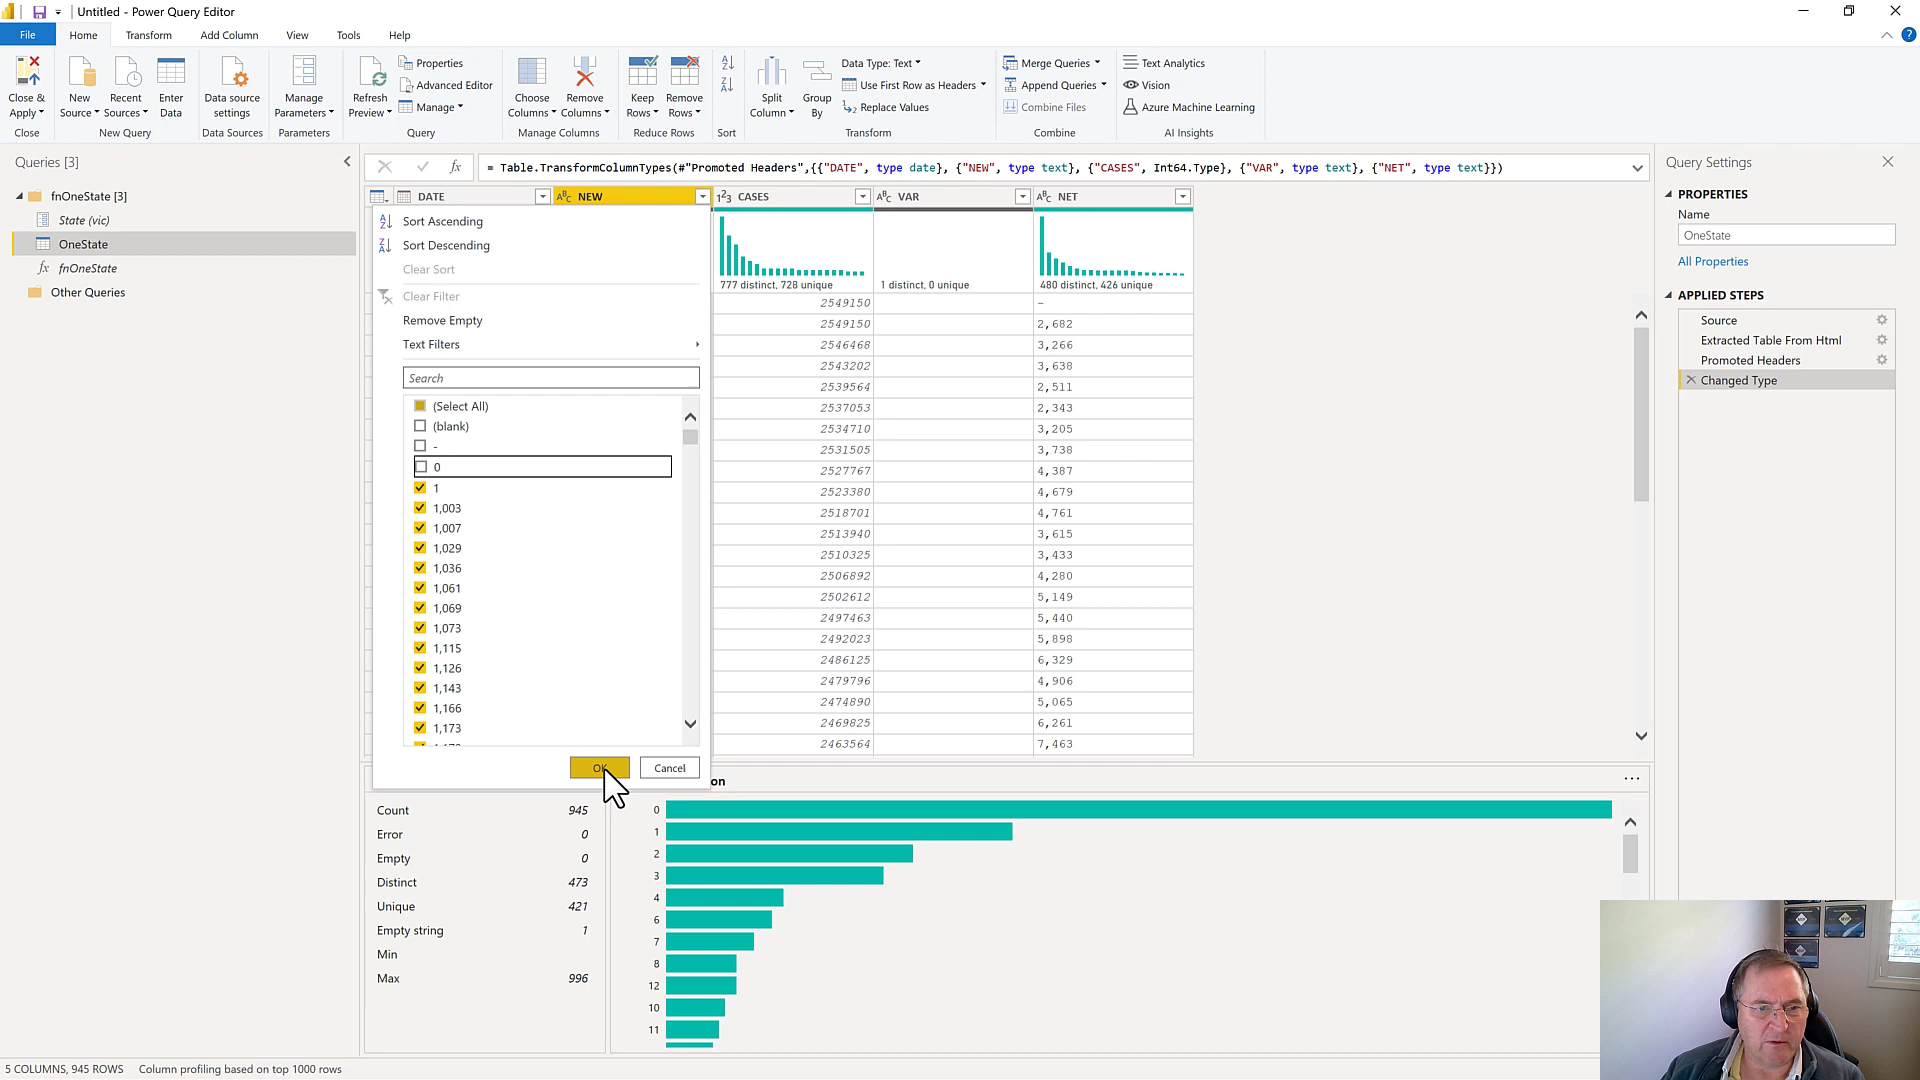 Untitled - Power Query Editor
File Home Transform Add Column View Tools Help
Close & Apply
New Source
Recent Sources
Enter Data
Data source settings
Manage Parameters
Refresh Preview
Properties
Advanced Editor
Manage
Choose Columns
Remove Columns
Keep Rows
Remove Rows
Split Column
Group By
Data Type: Text
Use First Row as Headers
Replace Values
Merge Queries
Append Queries
Combine Files
Text Analytics
Vision
Azure Machine Learning
Close New Query Data Sources Parameters Query Manage Columns Reduce Rows Sort Transform Combine AI Insights
Queries [3]
fnOneState [3]
State (vic)
OneState
fx fnOneState
Other Queries
fx = Table.TransformColumnTypes(#"Promoted Headers",{{"DATE", type date}, {"NEW", type text}, {"CASES", Int64.Type}, {"VAR", type text}, {"NET", type text}})
DATE ABC NEW 123 CASES ABC VAR ABC NET
Sort Ascending
Sort Descending
Clear Sort
Clear Filter
Remove Empty
Text Filters
Search
(Select All)
(blank)
-
0
1
1,003
1,007
1,029
1,036
1,061
1,069
1,073
1,115
1,126
1,143
1,166
1,173
OK Cancel
777 distinct, 728 unique 1 distinct, 0 unique 480 distinct, 426 unique
2549150 -
2549150 2,682
2546468 3,266
2543202 3,638
2539564 2,511
2537053 2,343
2534710 3,205
2531505 3,738
2527767 4,387
2523380 4,679
2518701 4,761
2513940 3,615
2510325 3,433
2506892 4,280
2502612 5,149
2497463 5,440
2492023 5,898
2486125 6,329
2479796 4,906
2474890 5,065
2469825 6,261
2463564 7,463
on ...
Count 945
Error 0
Empty 0
Distinct 473
Unique 421
Empty string 1
Min
Max 996
0
1
2
3
4
6
7
8
12
10
11
Query Settings
PROPERTIES
Name
OneState
All Properties
APPLIED STEPS
Source
Extracted Table From Html
Promoted Headers
Changed Type
5 COLUMNS, 945 ROWS Column profiling based on top 1000 rows